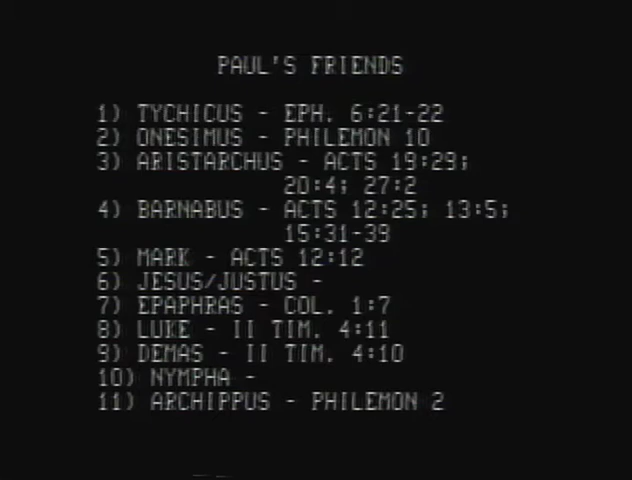 PAUL'S FRIENDS
1) TYCHICUS - EPH. 6:21-22
2) ONESIMUS - PHILEMON 10
3) ARISTARCHUS - ACTS 19:29;
20:4; 27:2
4) BARNABUS - ACTS 12:25; 13:5;
15:31-39
5) MARK - ACTS 12:12
6) JESUS/JUSTUS -
7) EPAPHRAS - COL. 1:7
8) LUKE - II TIM. 4:11
9) DEMAS - II TIM. 4:10
10) NYMPHA -
11) ARCHIPPUS - PHILEMON 2